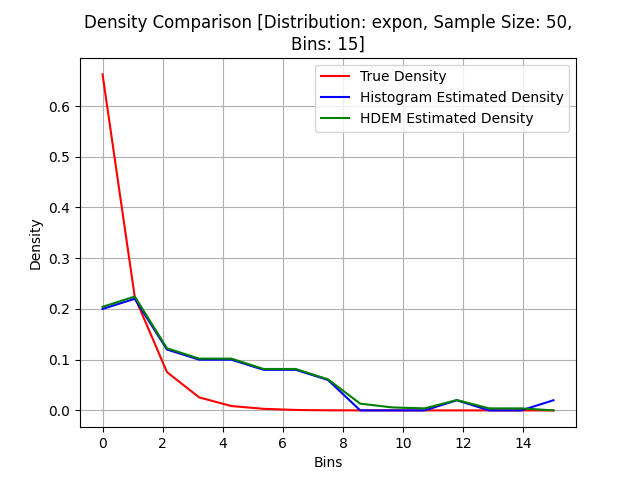 Density Comparison [Distribution: expon, Sample Size: 50,
Bins: 15]
True Density
Histogram Estimated Density
HDEM Estimated Density
Density
0.6
0.5
0.4
0.3
0.2
0.1
0.0
0 2 4 6 8 10 12 14
Bins